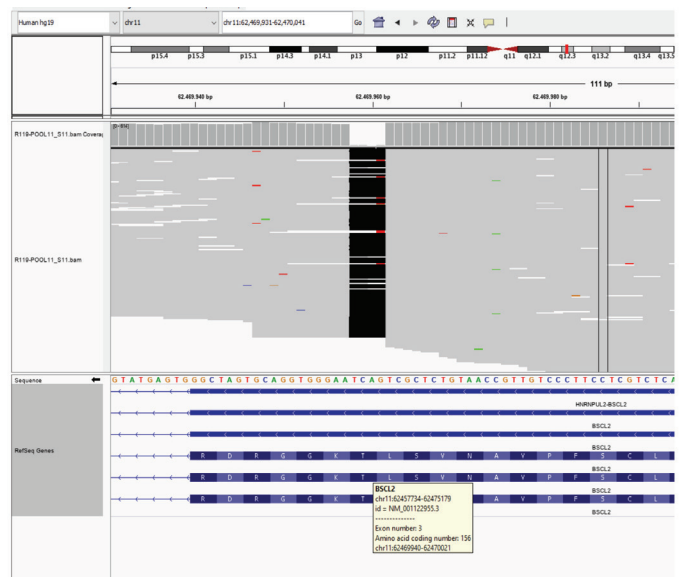 Human hg19 chr11 chr11:62,469,931-62,470,041 Go
p15.4 p15.3 p15.1 p14.3 p14.1 p13 p12 p11.2 p11.12 q11 q12.1 q12.3 q13.2 q13.4 q13.5
111 bp
62.469.940 bp 62.469.960 bp 62.469.980 bp
R119-POOL11_S11.bam Coverag
R119-POOL11_S11.bam
Sequence G T A T G A G T G G G C T A G T G C A G G T G G G A A T C A G T C G C T C T G T A A C C G T T G T C C C T T C C T C G T C T C A
HNRNPUL2-BSCL2
BSCL2
RefSeq Genes
R D R G G K T L S V N A V P F S C L
BSCL2
R D R G G K T L S V N A V P F S C L
BSCL2
R D R G G K T A V P F S C L
BSCL2
BSCL2
chr11:62457734-62475179
id = NM_001122955.3
--------------
Exon number: 3
Amino acid coding number: 156
chr11:62469940-62470021